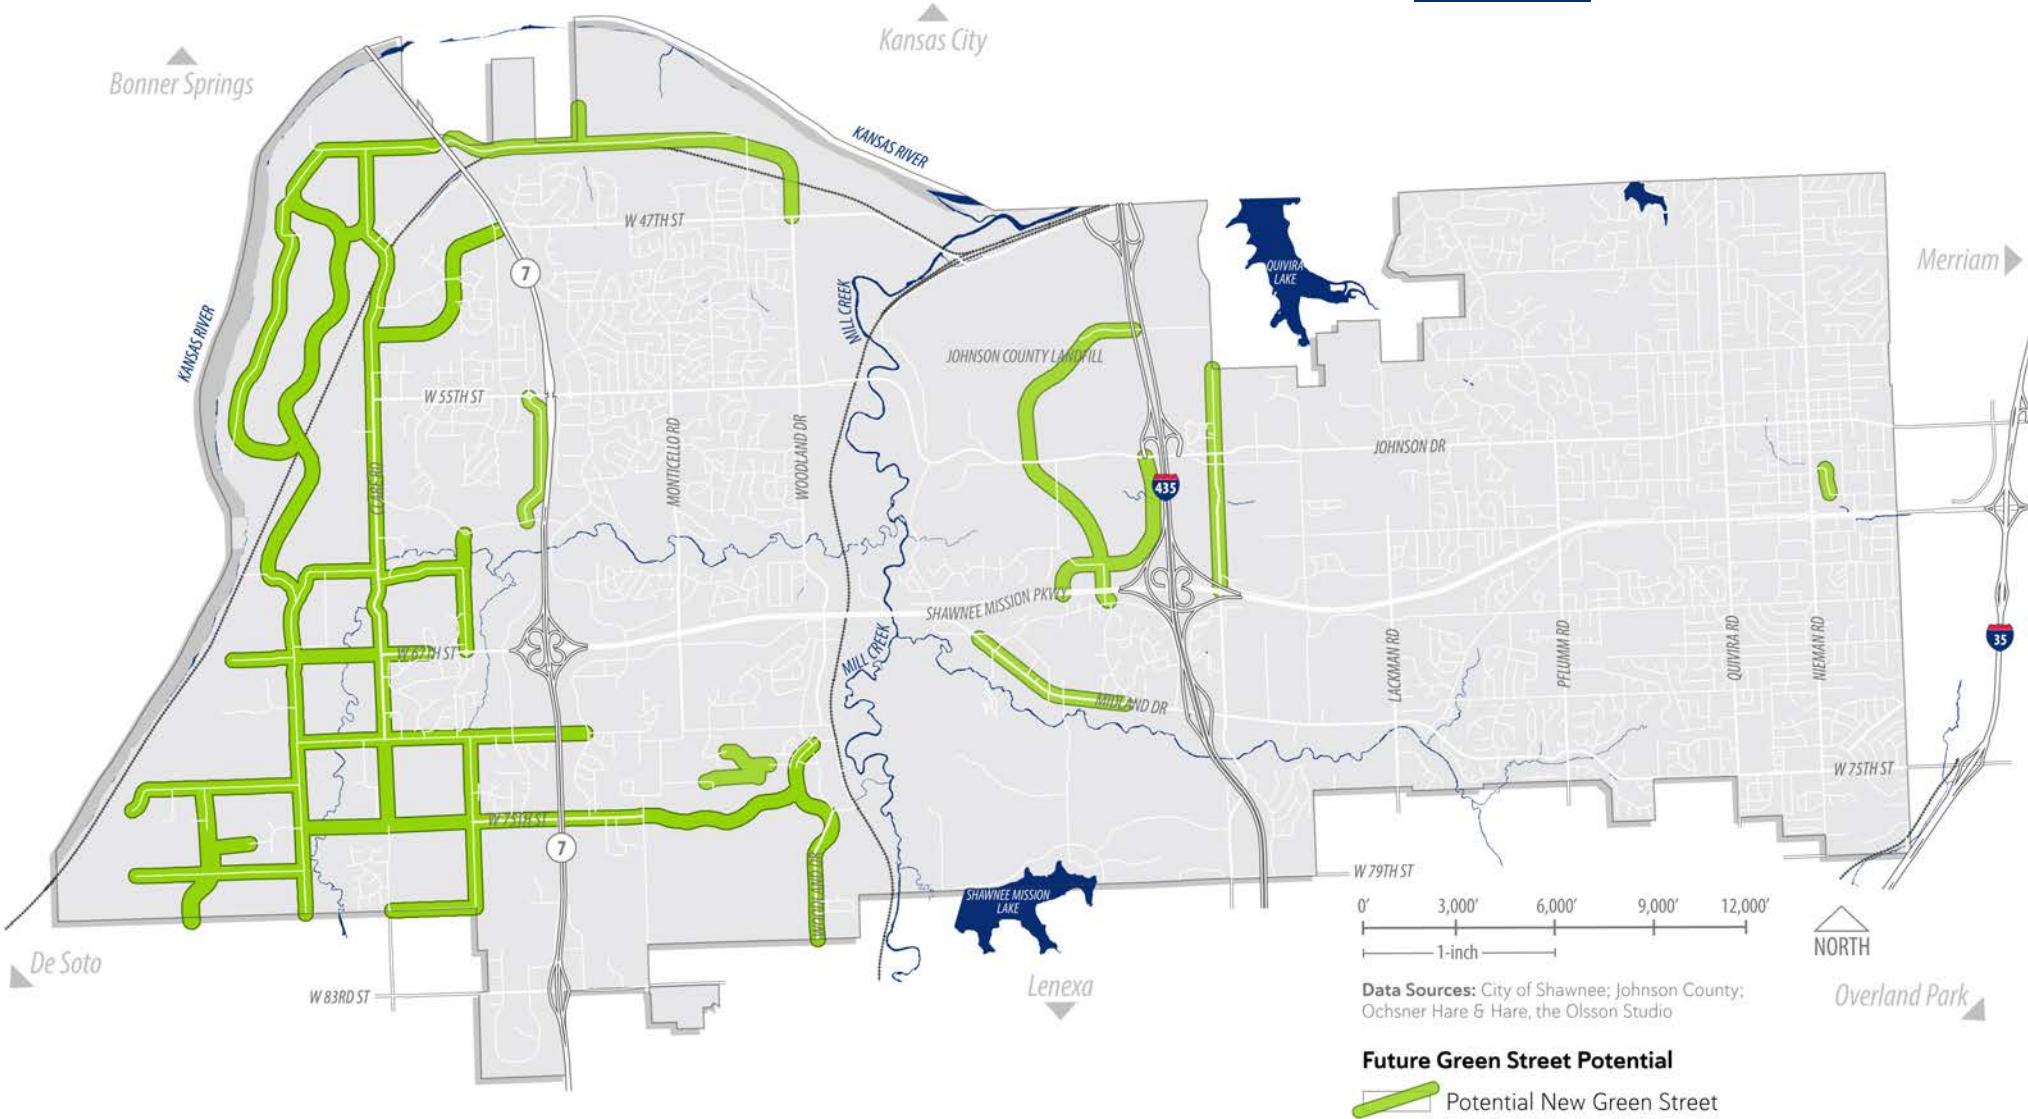 Kansas City
Bonner Springs
KANSAS RIVER
W 47TH ST
Merriam
7
QUIVIRA
LAKE
MILL CREEK
KANSAS RIVER
JOHNSON COUNTY LANDFILL
W 55TH ST
JOHNSON DR
MONTICELLO RD
WOODLAND DR
CLARE RD
435
SHAWNEE MISSION PKWY
MILL CREEK
W 67TH ST
35
LACKMAN RD
PFLUMM RD
QUIVIRA RD
NIEMAN RD
MIDLAND DR
W 75TH ST
W 75TH ST
7
WOODLAND DR
W 79TH ST
SHAWNEE MISSION
LAKE
0' 3,000' 6,000' 9,000' 12,000'
1-inch
NORTH
De Soto
W 83RD ST
Lenexa
Overland Park
Data Sources: City of Shawnee; Johnson County;
Ochsner Hare & Hare, the Olsson Studio
Future Green Street Potential
Potential New Green Street